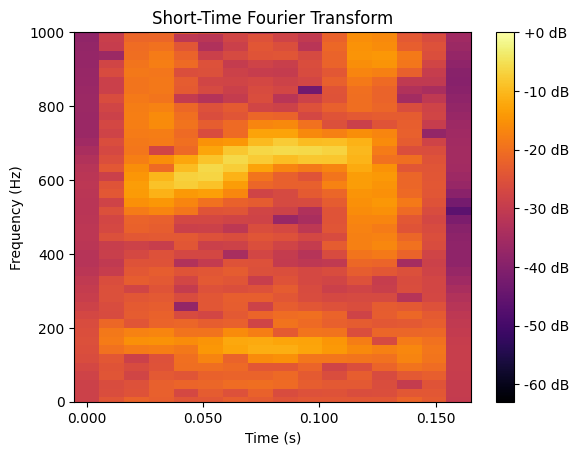 Short-Time Fourier Transform
1000
800
600
400
200
0
Frequency (Hz)
0.000
0.050
0.100
0.150
Time (s)
+0 dB
-10 dB
-20 dB
-30 dB
-40 dB
-50 dB
-60 dB